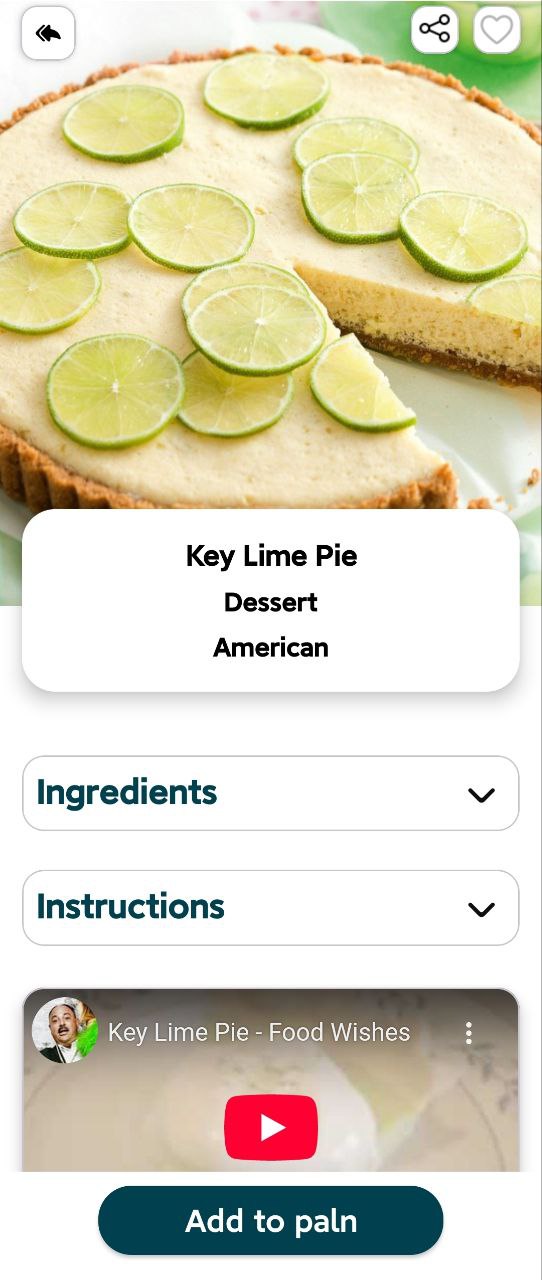 Key Lime Pie
Dessert
American
Ingredients
Instructions
Key Lime Pie - Food Wishes
Add to paln